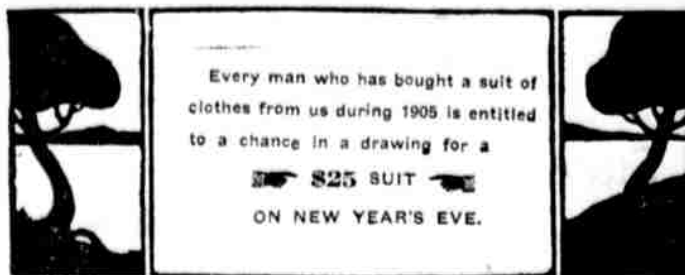 Every man who has bought a suit of
clothes from us during 1905 is entitled
to a chance in a drawing for a
$25 SUIT
ON NEW YEAR'S EVE.